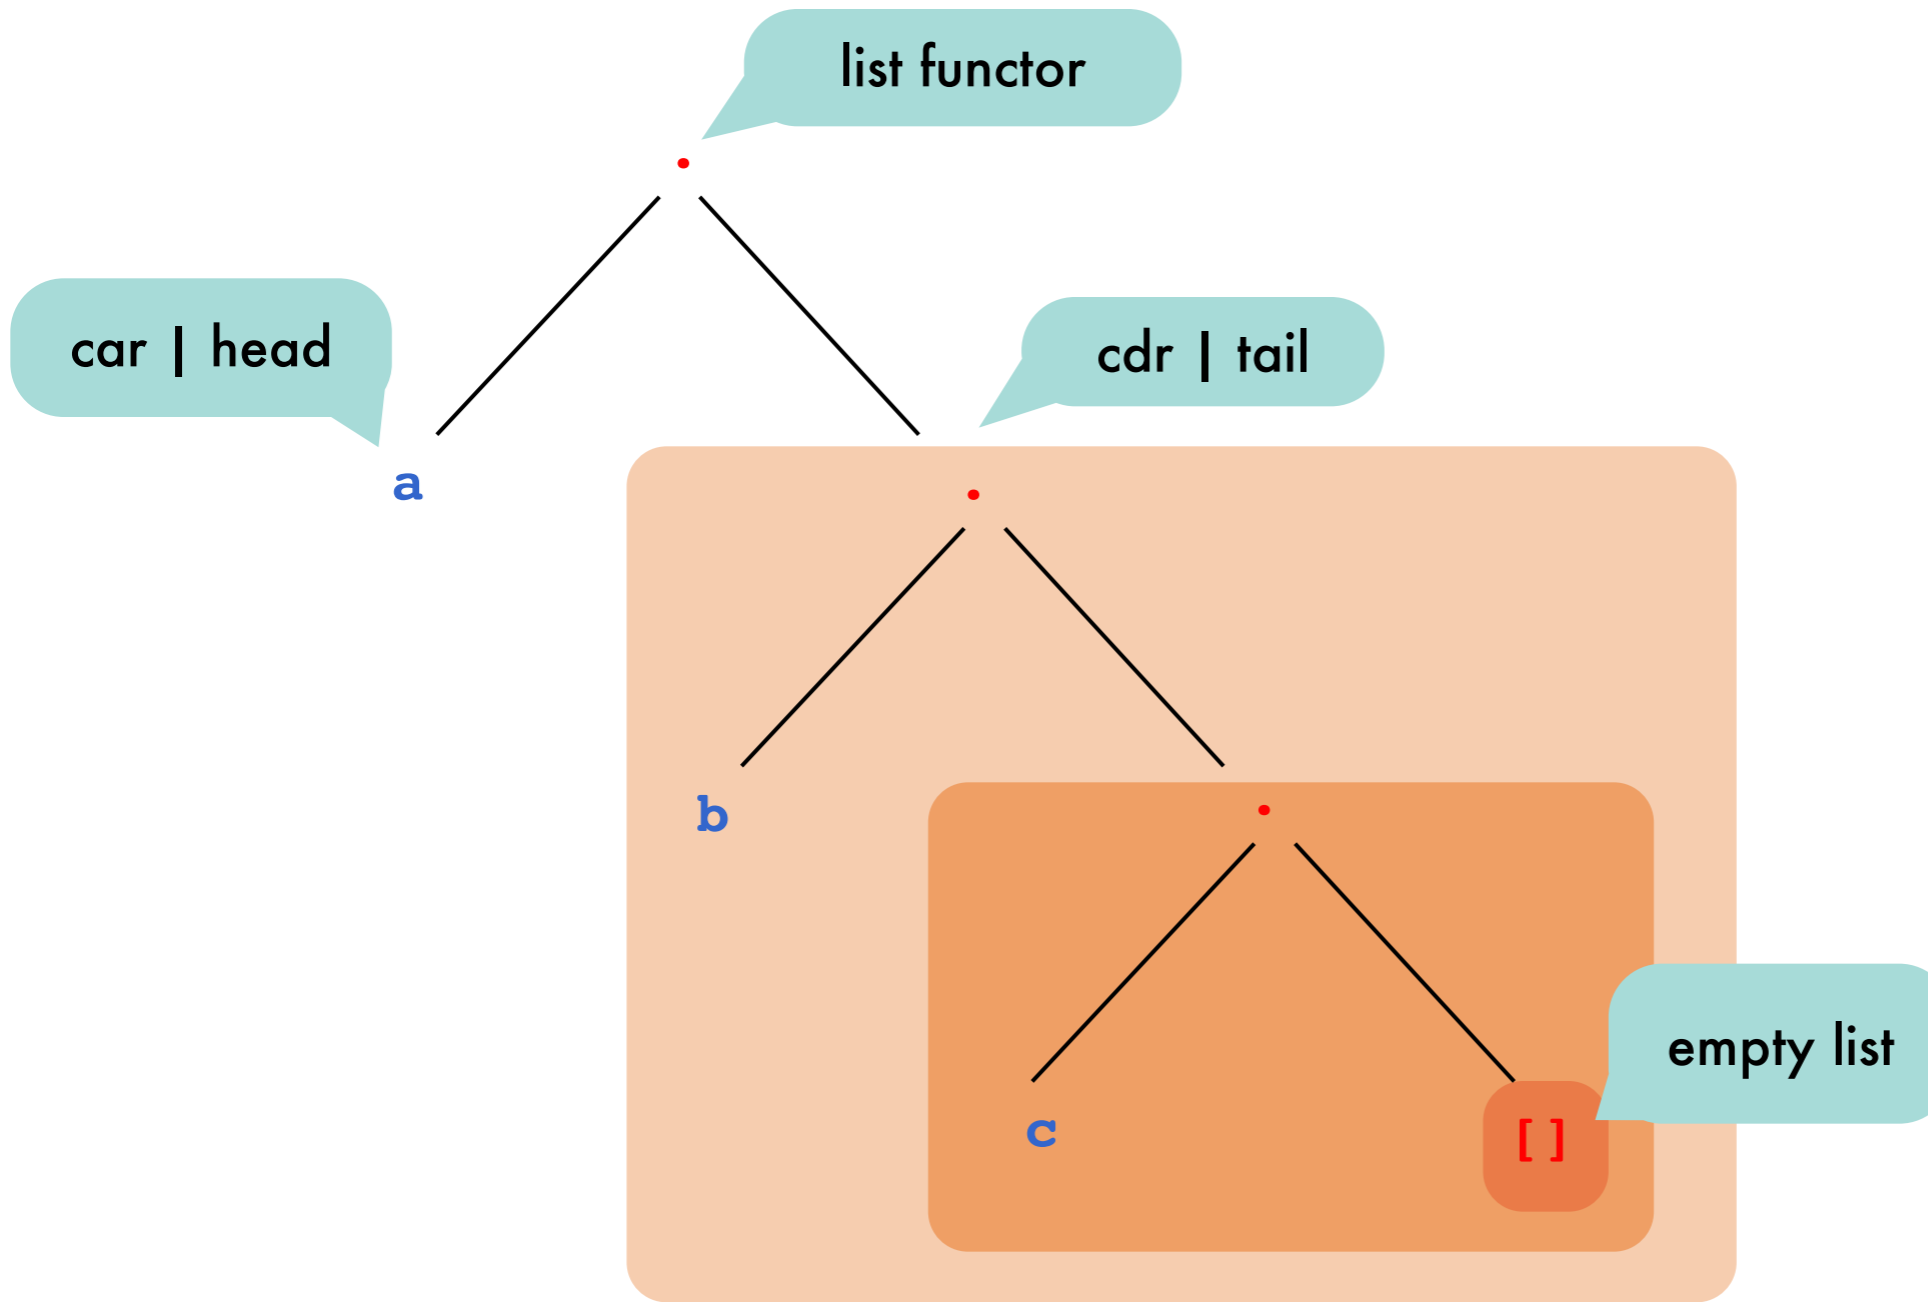 list functor
.
car | head
cdr | tail
a
.
b
.
empty list
c
[]